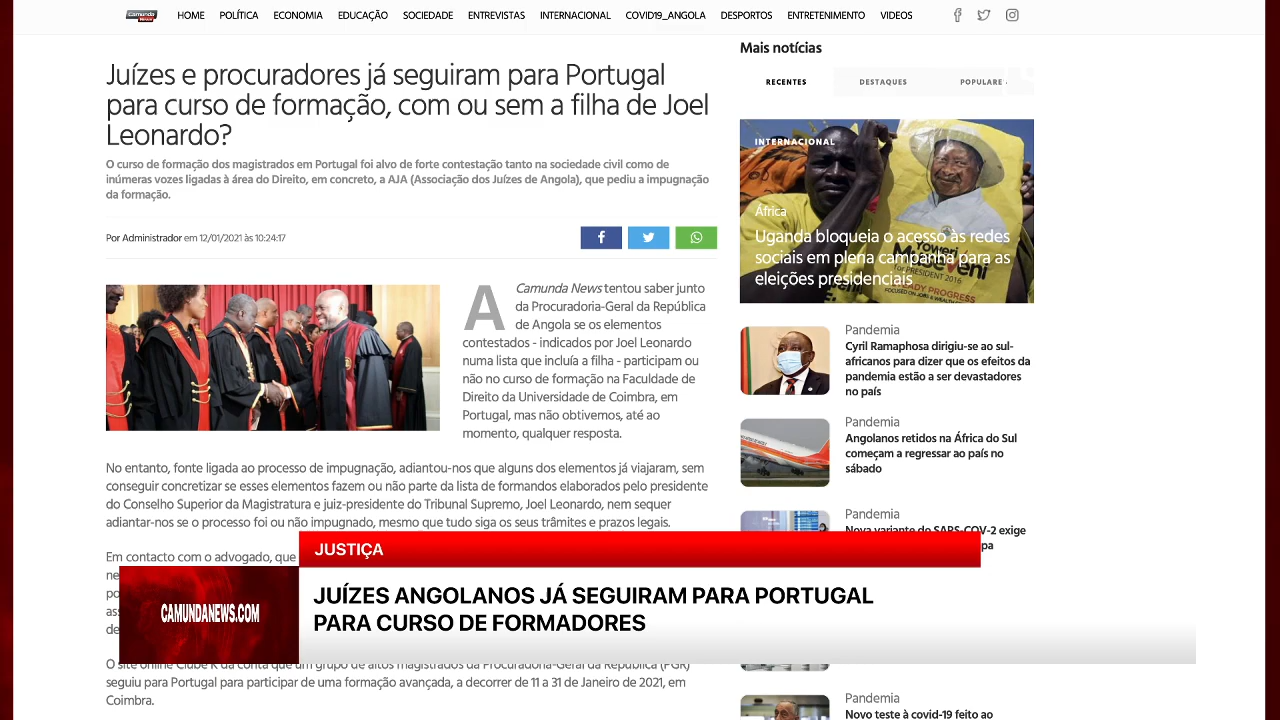 Camunda News
HOME POLÍTICA ECONOMIA EDUCAÇÃO SOCIEDADE ENTREVISTAS INTERNACIONAL COVID19_ANGOLA DESPORTOS ENTRETENIMENTO VIDEOS
Juízes e procuradores já seguiram para Portugal
para curso de formação, com ou sem a filha de Joel
Leonardo?
O curso de formação dos magistrados em Portugal foi alvo de forte contestação tanto na sociedade civil como de
inúmeras vozes ligadas à área do Direito, em concreto, a AJA (Associação dos Juízes de Angola), que pediu a impugnação
da formação.
Por Administrador em 12/01/2021 às 10:24:17
A Camunda News tentou saber junto
da Procuradoria-Geral da República
de Angola se os elementos
contestados - indicados por Joel Leonardo
numa lista que incluía a filha - participam ou
não no curso de formação na Faculdade de
Direito da Universidade de Coimbra, em
Portugal, mas não obtivemos, até ao
momento, qualquer resposta.
No entanto, fonte ligada ao processo de impugnação, adiantou-nos que alguns dos elementos já viajaram, sem
conseguir concretizar se esses elementos fazem ou não parte da lista de formandos elaborados pelo presidente
do Conselho Superior da Magistratura e juiz-presidente do Tribunal Supremo, Joel Leonardo, nem sequer
adiantar-nos se o processo foi ou não impugnado, mesmo que tudo siga os seus trâmites e prazos legais.
Em contacto com o advogado, que
O site online Clube K dá conta que um grupo de altos magistrados da Procuradoria-Geral da República (PGR)
seguiu para Portugal para participar de uma formação avançada, a decorrer de 11 a 31 de Janeiro de 2021, em
Coimbra.
Mais notícias
RECENTES DESTAQUES POPULARE
INTERNACIONAL
África
Uganda bloqueia o acesso às redes
sociais em plena campanha para as
eleições presidenciais
YOWERI
MUSEVENI
for PRESIDENT 2016
STEADY PROGRESS
Pandemia
Cyril Ramaphosa dirigiu-se ao sul-
africanos para dizer que os efeitos da
pandemia estão a ser devastadores
no país
Pandemia
Angolanos retidos na África do Sul
começam a regressar ao país no
sábado
Pandemia
Nova variante do SARS-COV-2 exige
Pandemia
Novo teste à covid-19 feito ao
JUSTIÇA
CAMUNDANEWS.COM
JUÍZES ANGOLANOS JÁ SEGUIRAM PARA PORTUGAL
PARA CURSO DE FORMADORES